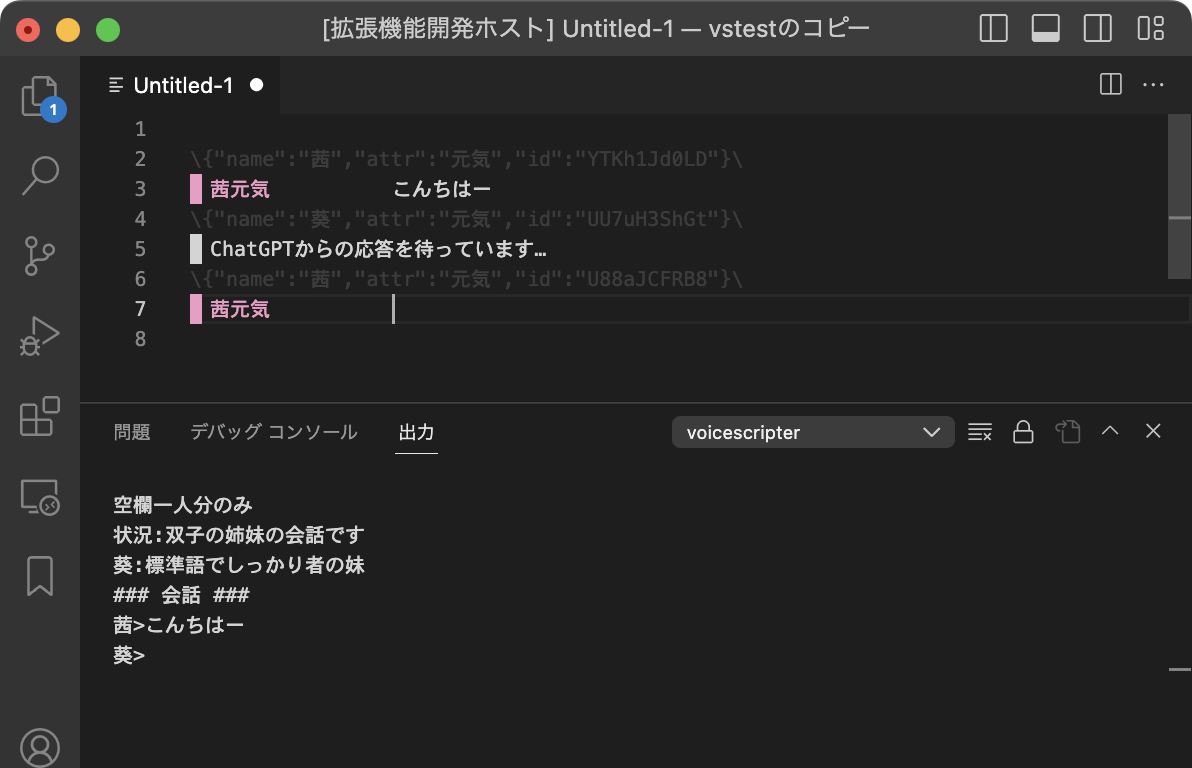 [拡張機能開発ホスト] Untitled-1 — vstestのコピー
Untitled-1
1
1
2 \{"name":"茜","attr":"元気","id":"YTKh1Jd0LD"}\
3 茜元気 こんちはー
4 \{"name":"葵","attr":"元気","id":"UU7uH3ShGt"}\
5 ChatGPTからの応答を待っています…
6 \{"name":"茜","attr":"元気","id":"U88aJCFRB8"}\
7 茜元気
8
問題 デバッグ コンソール 出力 voicescripter
空欄一人分のみ
状況:双子の姉妹の会話です
葵:標準語でしっかり者の妹
### 会話 ###
茜>こんちはー
葵>